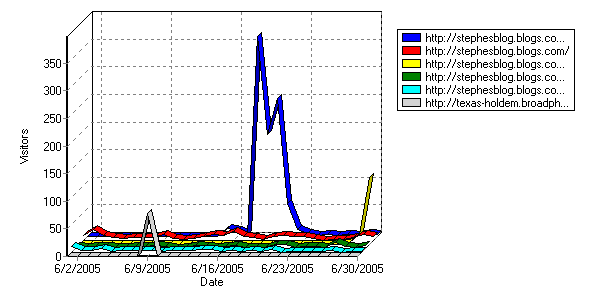 350
300
250
200
150
100
50
0
Visitors
6/2/2005 6/9/2005 6/16/2005 6/23/2005 6/30/2005
Date
http://stephesblog.blogs.co...
http://stephesblog.blogs.com/
http://stephesblog.blogs.co...
http://stephesblog.blogs.co...
http://stephesblog.blogs.co...
http://texas-holdem.broadph...